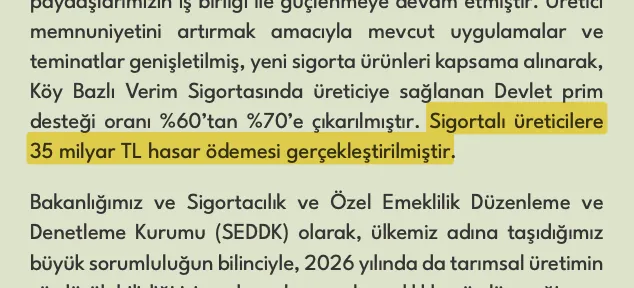 paydaşlarımızın iş birliği ile güçlenmeye devam etmiştir. Üretici
memnuniyetini artırmak amacıyla mevcut uygulamalar ve
teminatlar genişletilmiş, yeni sigorta ürünleri kapsama alınarak,
Köy Bazlı Verim Sigortasında üreticiye sağlanan Devlet prim
desteği oranı %60’tan %70’e çıkarılmıştır. Sigortalı üreticilere
35 milyar TL hasar ödemesi gerçekleştirilmiştir.
Bakanlığımız ve Sigortacılık ve Özel Emeklilik Düzenleme ve
Denetleme Kurumu (SEDDK) olarak, ülkemiz adına taşıdığımız
büyük sorumluluğun bilinciyle, 2026 yılında da tarımsal üretimin